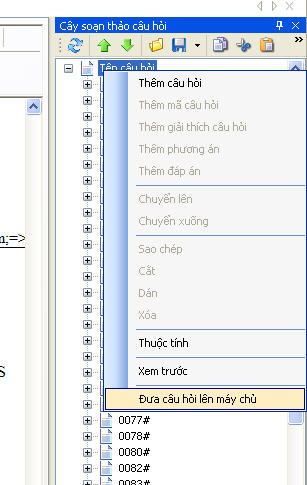 Cây soạn thảo câu hỏi
Tên câu hỏi
Thêm câu hỏi
Thêm mã câu hỏi
Thêm giải thích câu hỏi
Thêm phương án
Thêm đáp án
Chuyển lên
Chuyển xuống
Sao chép
Cắt
Dán
Xóa
Thuộc tính
Xem trước
Đưa câu hỏi lên máy chủ
0077#
0078#
0080#
0082#
0083#
;=>
S